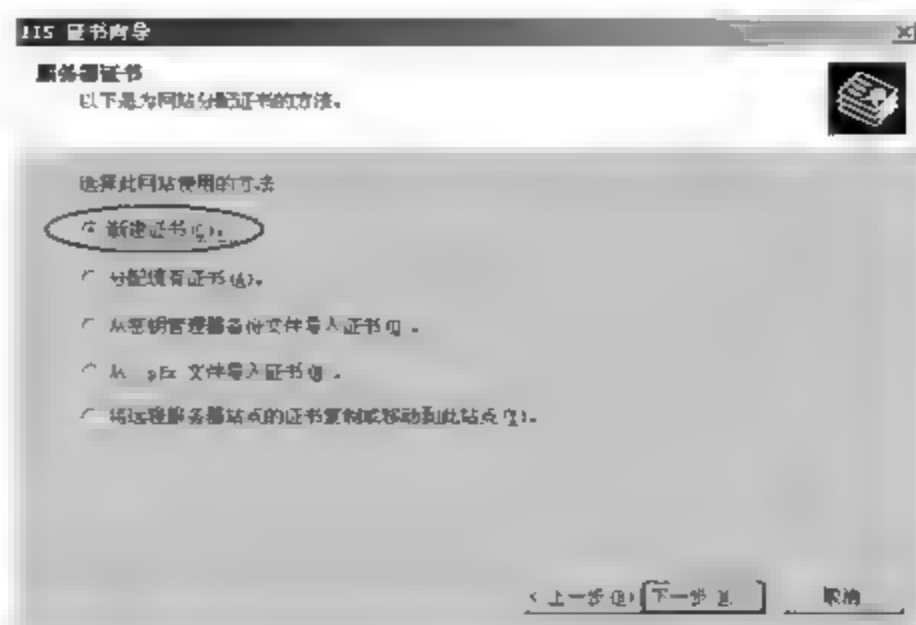 IIS 证书向导
服务器证书
以下是为网站分配证书的方法。
选择此网站使用的方法
新建证书(C)。
分配现有证书(A)。
从密钥管理器备份文件导入证书
从 .pfx 文件导入证书
将远程服务器站点的证书复制或移动到此站点
< 上一步(B) 下一步 取消